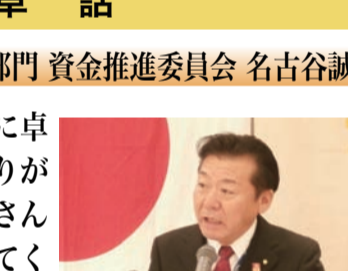 卓 話
部門 資金推進委員会 名古谷誠
に卓
りが
さん
てく